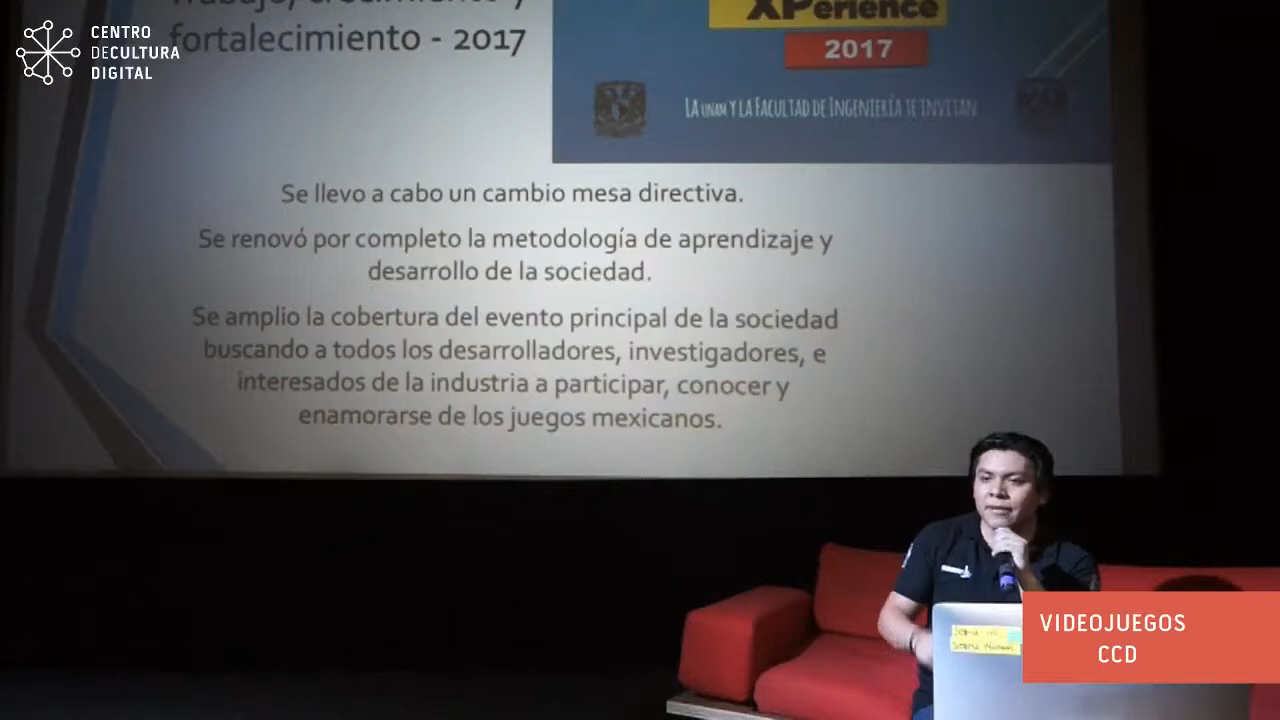 CENTRO
DECULTURA
DIGITAL
Trabajo, crecimiento y
fortalecimiento - 2017
XPerience
2017
LA UNAM Y LA FACULTAD DE INGENIERÍA TE INVITAN
Se llevo a cabo un cambio mesa directiva.
Se renovó por completo la metodología de aprendizaje y
desarrollo de la sociedad.
Se amplio la cobertura del evento principal de la sociedad
buscando a todos los desarrolladores, investigadores, e
interesados de la industria a participar, conocer y
enamorarse de los juegos mexicanos.
VIDEOJUEGOS
CCD